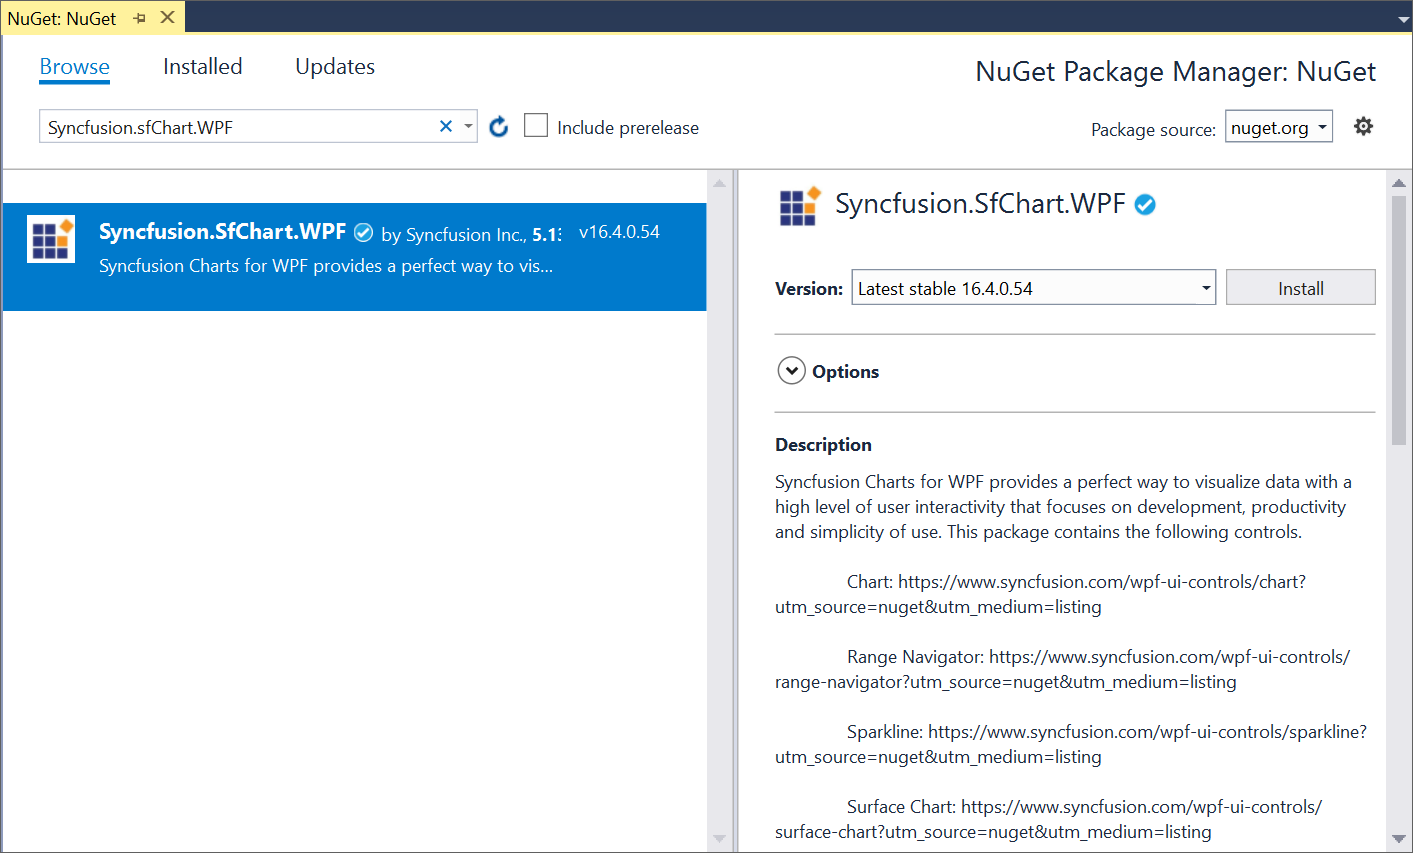 NuGet: NuGet
Browse Installed Updates
NuGet Package Manager: NuGet
Syncfusion.sfChart.WPF
Include prerelease
Package source: nuget.org
Syncfusion.SfChart.WPF by Syncfusion Inc., v16.4.0.54
Syncfusion Charts for WPF provides a perfect way to vis...
Syncfusion.SfChart.WPF
Version: Latest stable 16.4.0.54 Install
Options
Description
Syncfusion Charts for WPF provides a perfect way to visualize data with a
high level of user interactivity that focuses on development, productivity
and simplicity of use. This package contains the following controls.
Chart: https://www.syncfusion.com/wpf-ui-controls/chart?
utm_source=nuget&utm_medium=listing
Range Navigator: https://www.syncfusion.com/wpf-ui-controls/
range-navigator?utm_source=nuget&utm_medium=listing
Sparkline: https://www.syncfusion.com/wpf-ui-controls/sparkline?
utm_source=nuget&utm_medium=listing
Surface Chart: https://www.syncfusion.com/wpf-ui-controls/
surface-chart?utm_source=nuget&utm_medium=listing